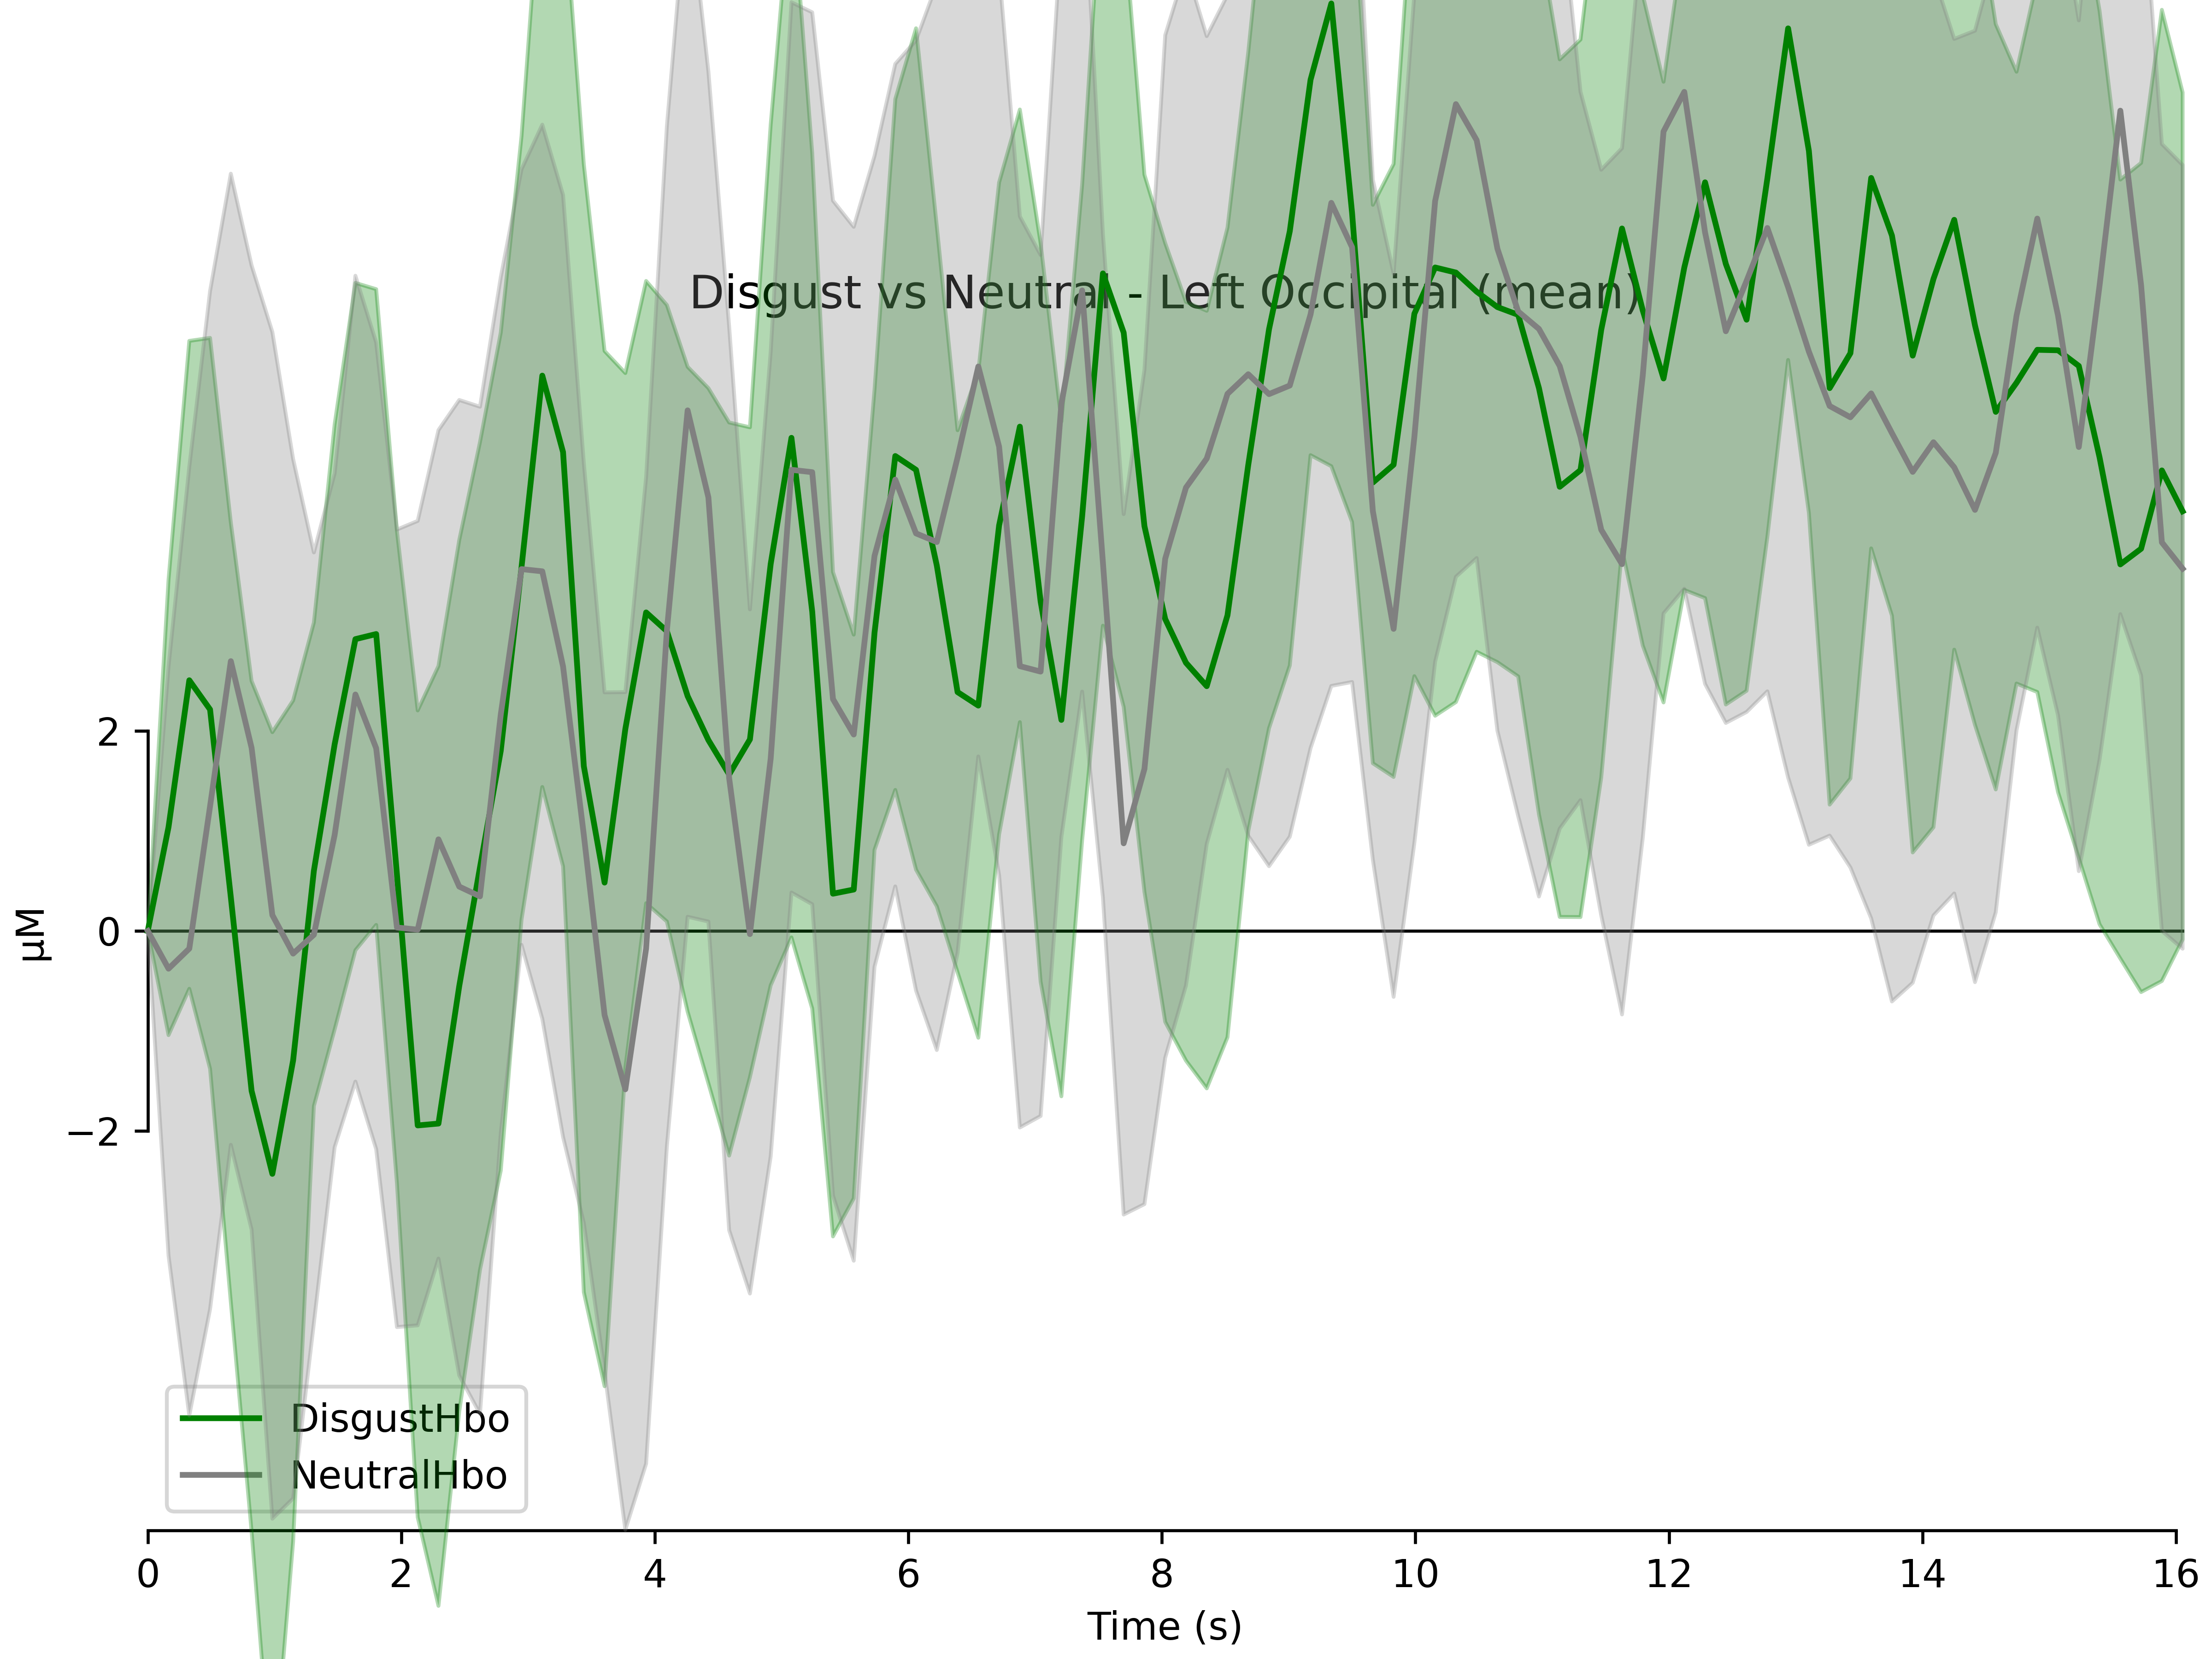 Disgust vs Neutral - Left Occipital (mean)
2
0
−2
µM
DisgustHbo
NeutralHbo
0 2 4 6 8 10 12 14 16
Time (s)